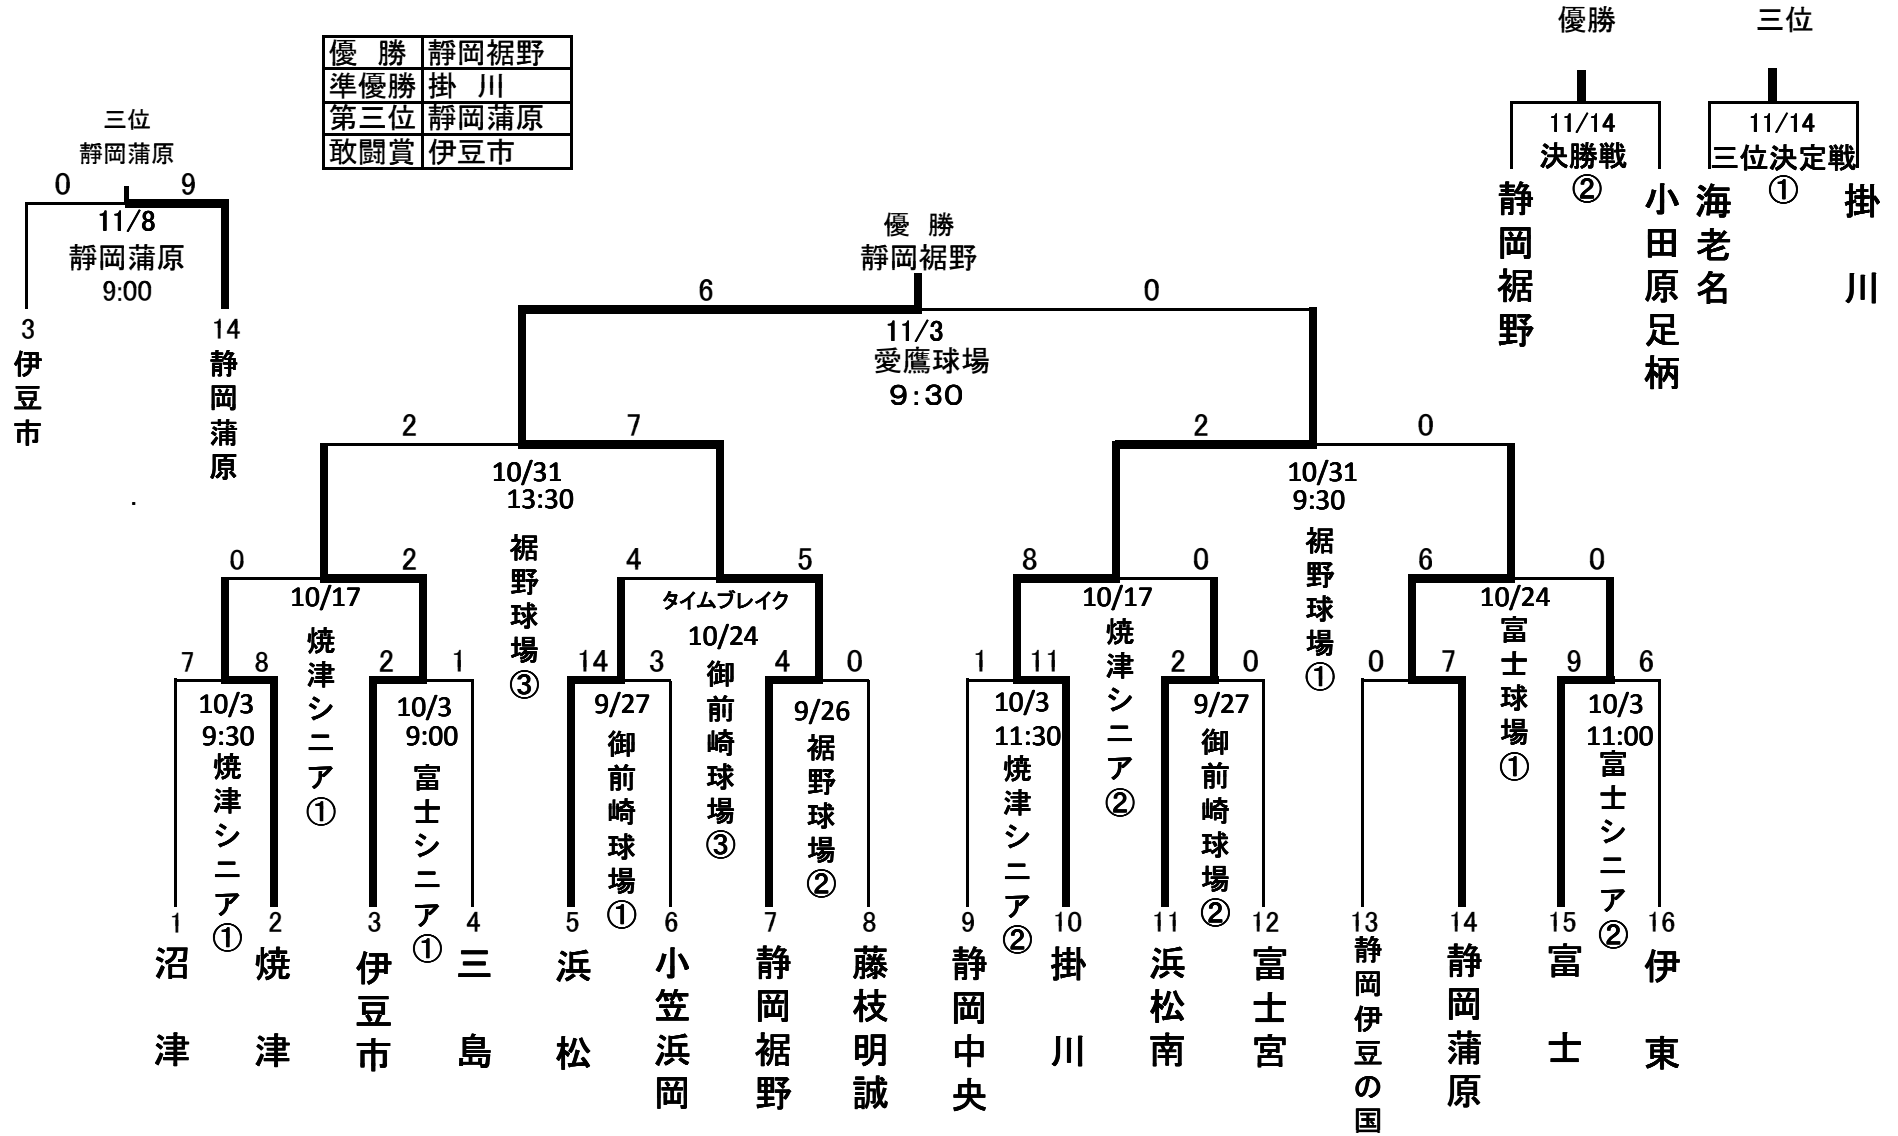 優勝
三位
優　勝 靜岡裾野
準優勝 掛　川
第三位 靜岡蒲原
敢闘賞 伊豆市
11/14
決勝戦
②
静岡裾野
小田原足柄
11/14
三位決定戦
①
海老名
掛川
三位
靜岡蒲原
0 9
11/8
靜岡蒲原
9:00
3 14
伊豆市
静岡蒲原
優　勝
靜岡裾野
6 0
11/3
愛鷹球場
9:30
2 7
10/31
13:30
裾野球場③
2 0
10/31
9:30
裾野球場①
0 2
10/17
焼津シニア①
4 5
タイムブレイク
10/24
御前崎球場③
8 0
10/17
焼津シニア②
6 0
10/24
富士球場①
7 8
10/3
9:30
焼津シニア①
2 1
10/3
9:00
富士シニア①
14 3
9/27
御前崎球場①
4 0
9/26
裾野球場②
1 11
10/3
11:30
焼津シニア②
2 0
9/27
御前崎球場②
0 7
9 6
10/3
11:00
富士シニア②
1 2 3 4 5 6 7 8 9 10 11 12 13 14 15 16
沼津
焼津
伊豆市
三島
浜松
小笠浜岡
静岡裾野
藤枝明誠
静岡中央
掛川
浜松南
富士宮
静岡伊豆の国
静岡蒲原
富士
伊東